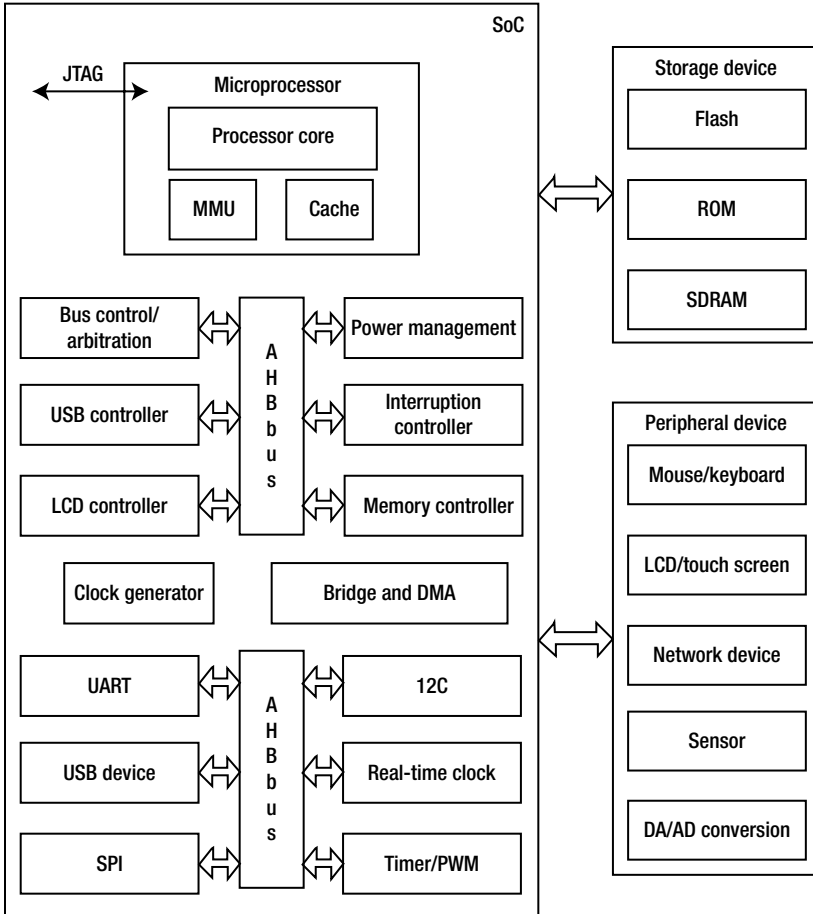 SoC
JTAG
Microprocessor
Processor core
MMU
Cache
Bus control/
arbitration
USB controller
LCD controller
A
H
B
b
u
s
Power management
Interruption
controller
Memory controller
Clock generator
Bridge and DMA
UART
USB device
SPI
A
H
B
b
u
s
12C
Real-time clock
Timer/PWM
Storage device
Flash
ROM
SDRAM
Peripheral device
Mouse/keyboard
LCD/touch screen
Network device
Sensor
DA/AD conversion